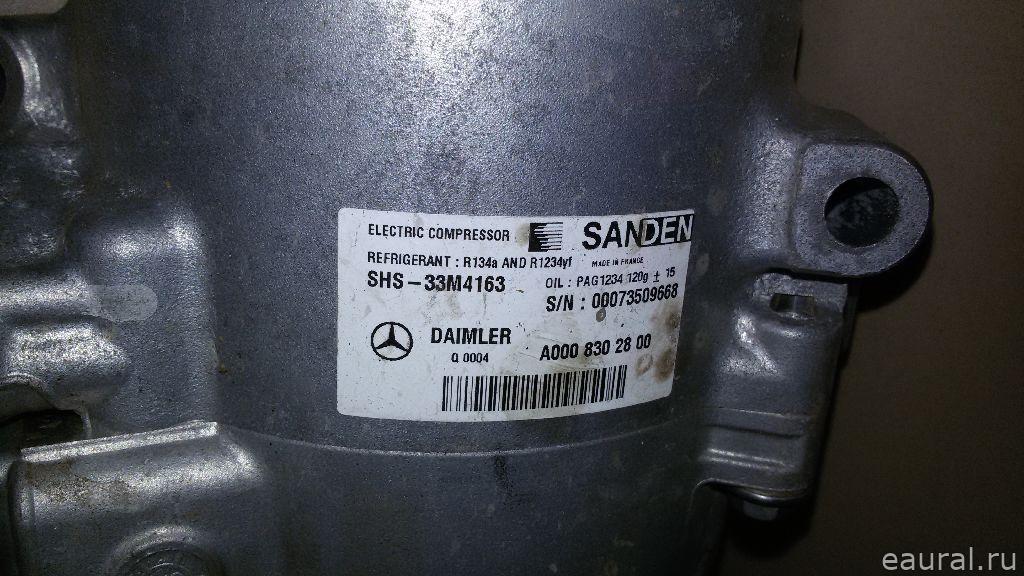 ELECTRIC COMPRESSOR SANDEN
REFRIGERANT : R134a AND R1234yf MADE IN FRANCE
SHS-33M4163 OIL : PAG1234 120g ± 15
S/N : 00073509668
DAIMLER
Q 0004 A000 830 28 00
eaural.ru